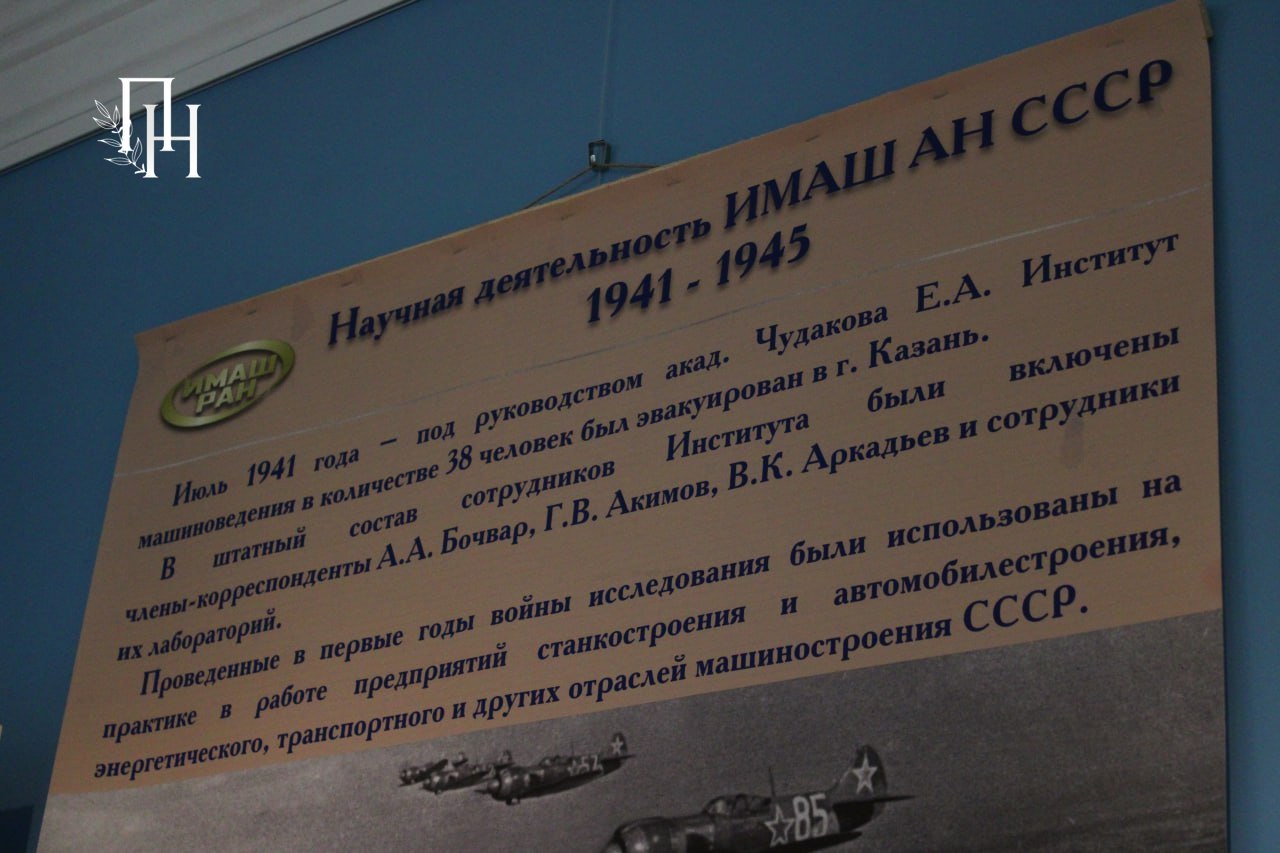 ПН
Научная деятельность ИМАШ АН СССР
1941 - 1945
ИМАШ
РАН
Июль 1941 года – под руководством акад. Чудакова Е.А. Институт
машиноведения в количестве 38 человек был эвакуирован в г. Казань.
В штатный состав сотрудников Института были включены
члены-корреспонденты А.А. Бочвар, Г.В. Акимов, В.К. Аркадьев и сотрудники
их лабораторий.
Проведенные в первые годы войны исследования были использованы на
практике в работе предприятий станкостроения и автомобилестроения,
энергетического, транспортного и других отраслей машиностроения СССР.
52
85